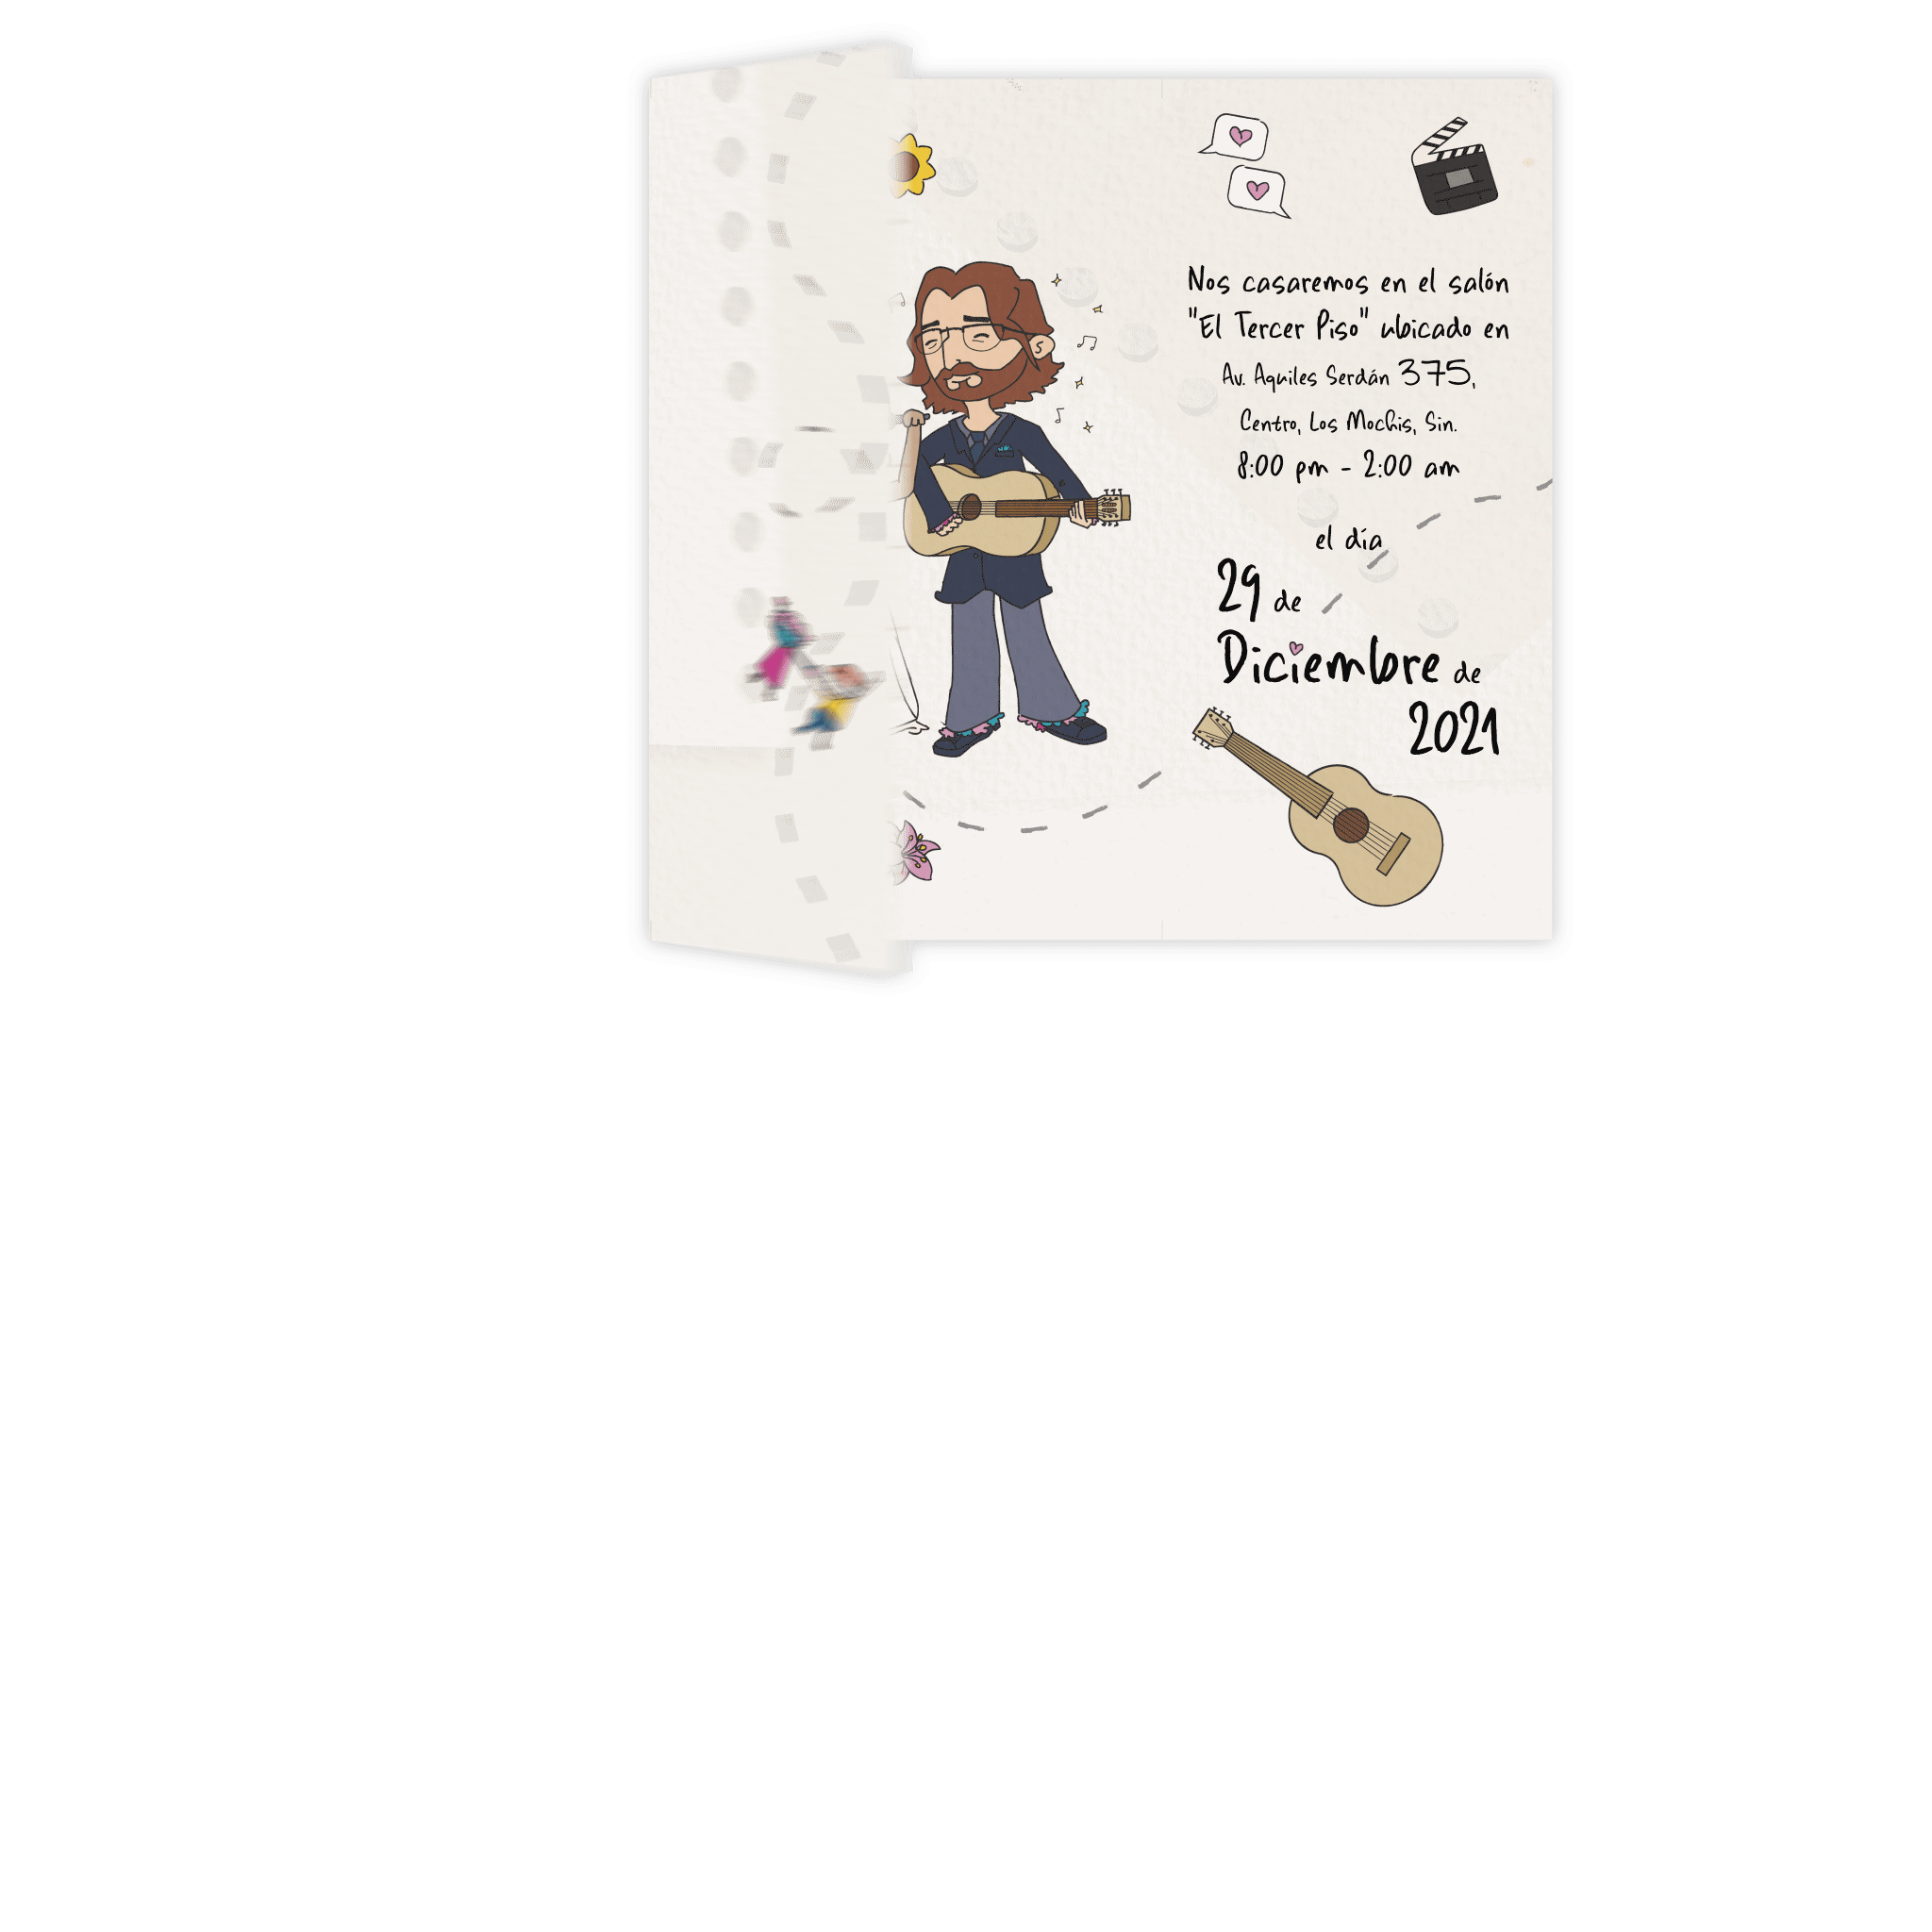 Nos casaremos en el salón
"El Tercer Piso" ubicado en
Av. Aquiles Serdán 375,
Centro, Los Mochis, Sin.
8:00 pm - 2:00 am
el día
29 de
Diciembre de
2021